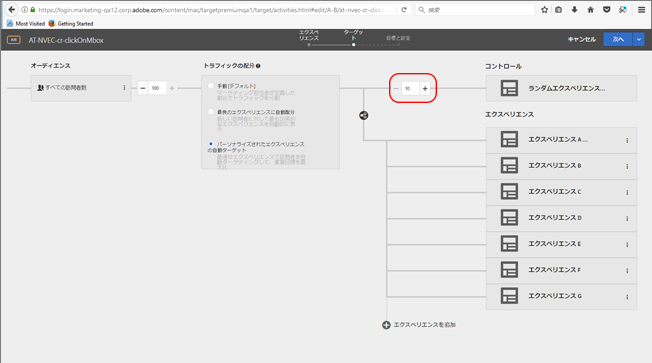 https://login.marketing-qa12.corp.adobe.com/content/mac/targetpremiumqa1/target/activities.html#edit/A-B/at-nvec-cr-clicl
検索
Most Visited
Getting Started
AB
AT-NVEC-cr-clickOnMbox
エクスペ
リエンス
ターゲッ
ト
目標と設定
キャンセル
次へ
オーディエンス
トラフィックの配分
コントロール
すべての訪問者数
100
手動 (デフォルト)
最良のエクスペリエンスに自動配分
パーソナライズされたエクスペリエンス
の自動ターゲット
10
ランダムエクスペリエンス...
エクスペリエンス
エクスペリエンス A ...
エクスペリエンス B
エクスペリエンス C
エクスペリエンス D
エクスペリエンス E
エクスペリエンス F
エクスペリエンス G
エクスペリエンスを追加